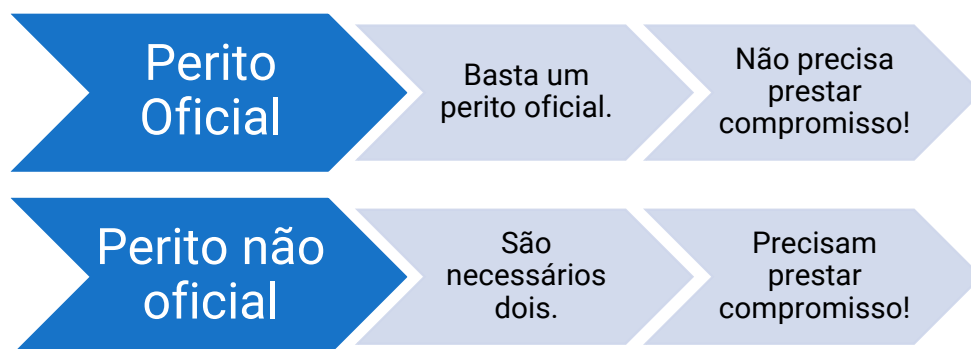 Perito
Oficial
Basta um
perito oficial.
Não precisa
prestar
compromisso!
Perito não
oficial
São
necessários
dois.
Precisam
prestar
compromisso!